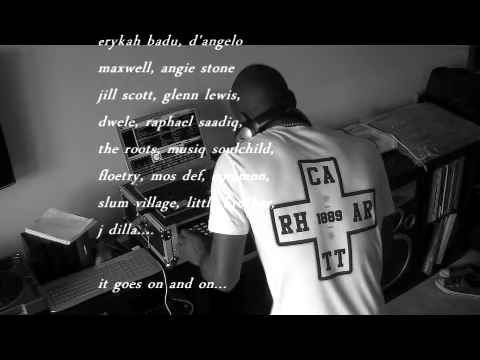 erykah badu, d'angelo
maxwell, angie stone
jill scott, glenn lewis,
dwele, raphael saadiq,
the roots, musiq soulchild,
floetry, mos def, common,
slum village, little brother,
j dilla....
it goes on and on...
CA
RH 1889 AR
TT